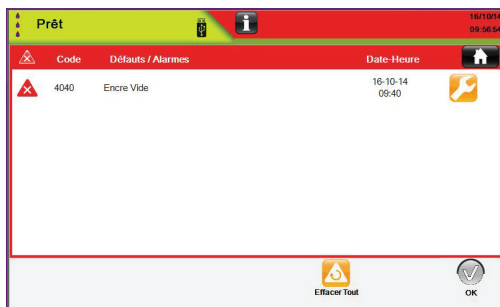 Prêt
16/10/14
09:56:54
Code Défauts / Alarmes Date-Heure
4040 Encre Vide 16-10-14
09:40
Effacer Tout OK